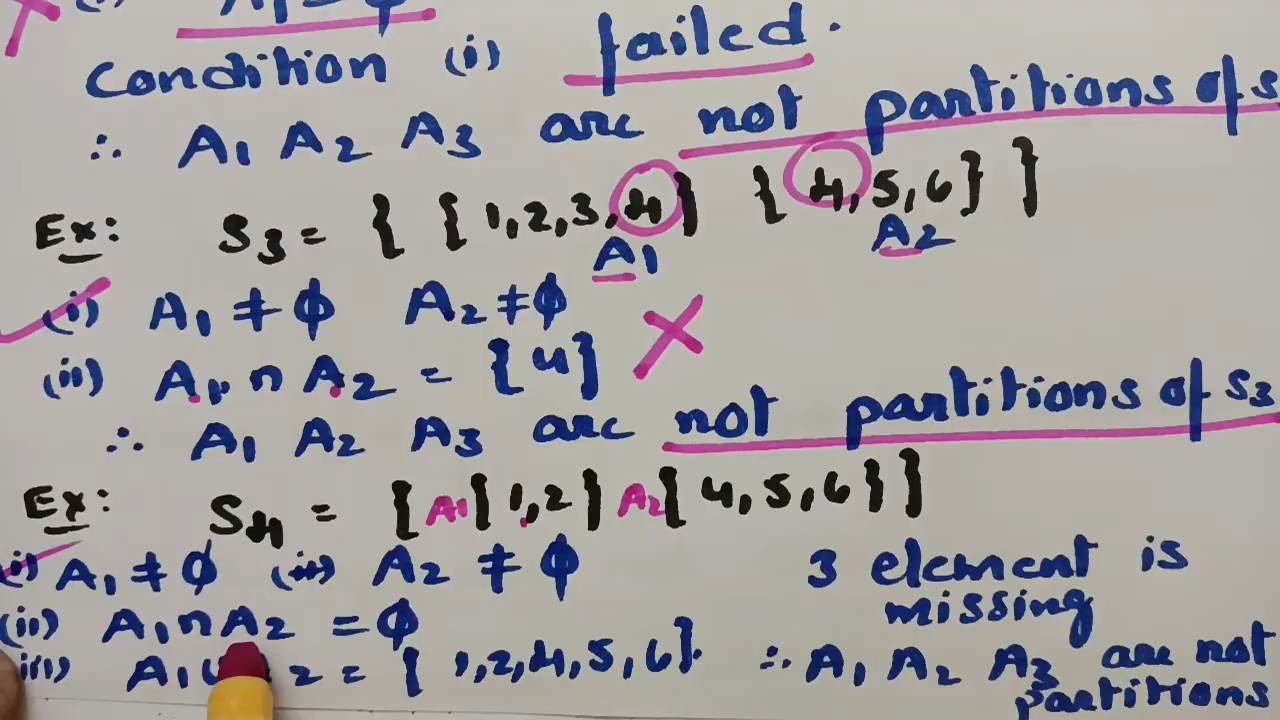 (i) A1 = ϕ
Condition (i) failed.
∴ A1 A2 A3 are not partitions of S
Ex: S3 = { {1,2,3,4} {4,5,6} }
A1 A2
(i) A1 ≠ ϕ A2 ≠ ϕ
(ii) A1 ∩ A2 = {4} ×
∴ A1 A2 A3 are not partitions of S3
Ex: S4 = { A1 {1,2} A2 {4,5,6} }
(i) A1 ≠ ϕ (ii) A2 ≠ ϕ 3 element is
missing
(ii) A1 ∩ A2 = ϕ
(iii) A1 ∪ A2 = { 1,2,4,5,6}. ∴ A1 A2 A3 are not
partitions